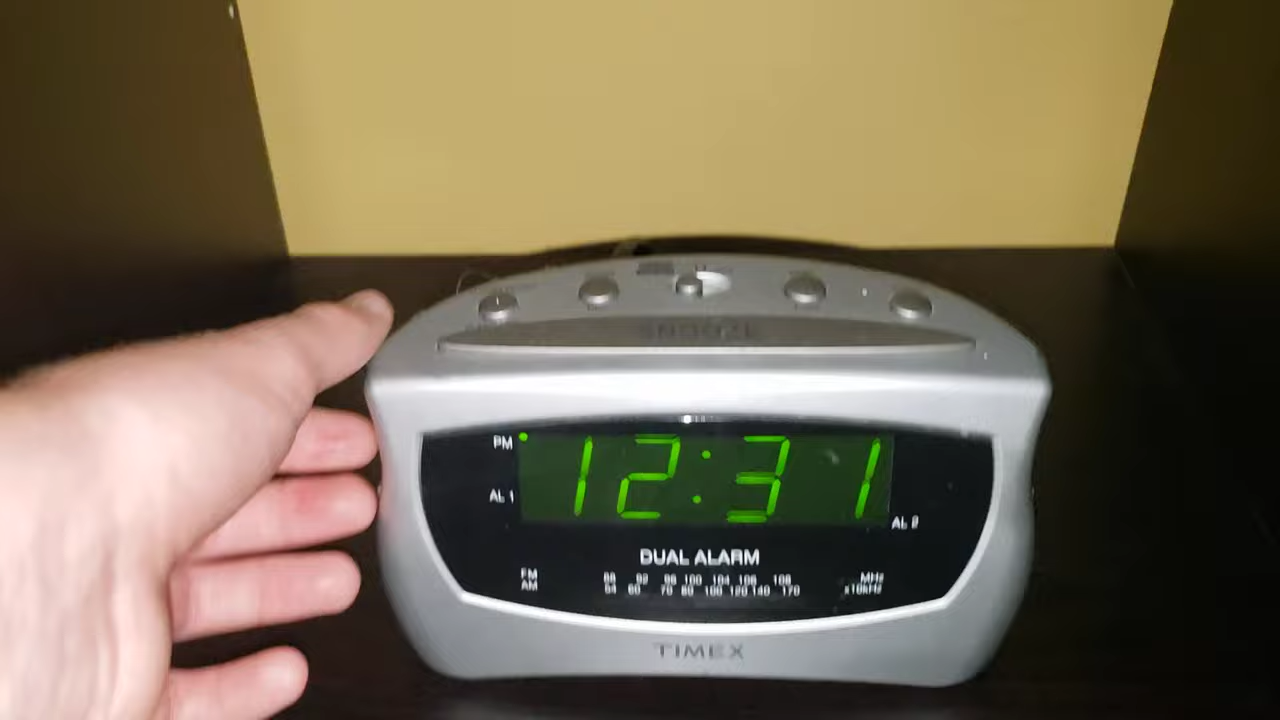 SNOOZE
PM
12:31
AL 1
AL 2
DUAL ALARM
FM 88 92 96 100 104 106 108 MHz
AM 54 60 70 80 100 120 140 170 x10kHz
TIMEX